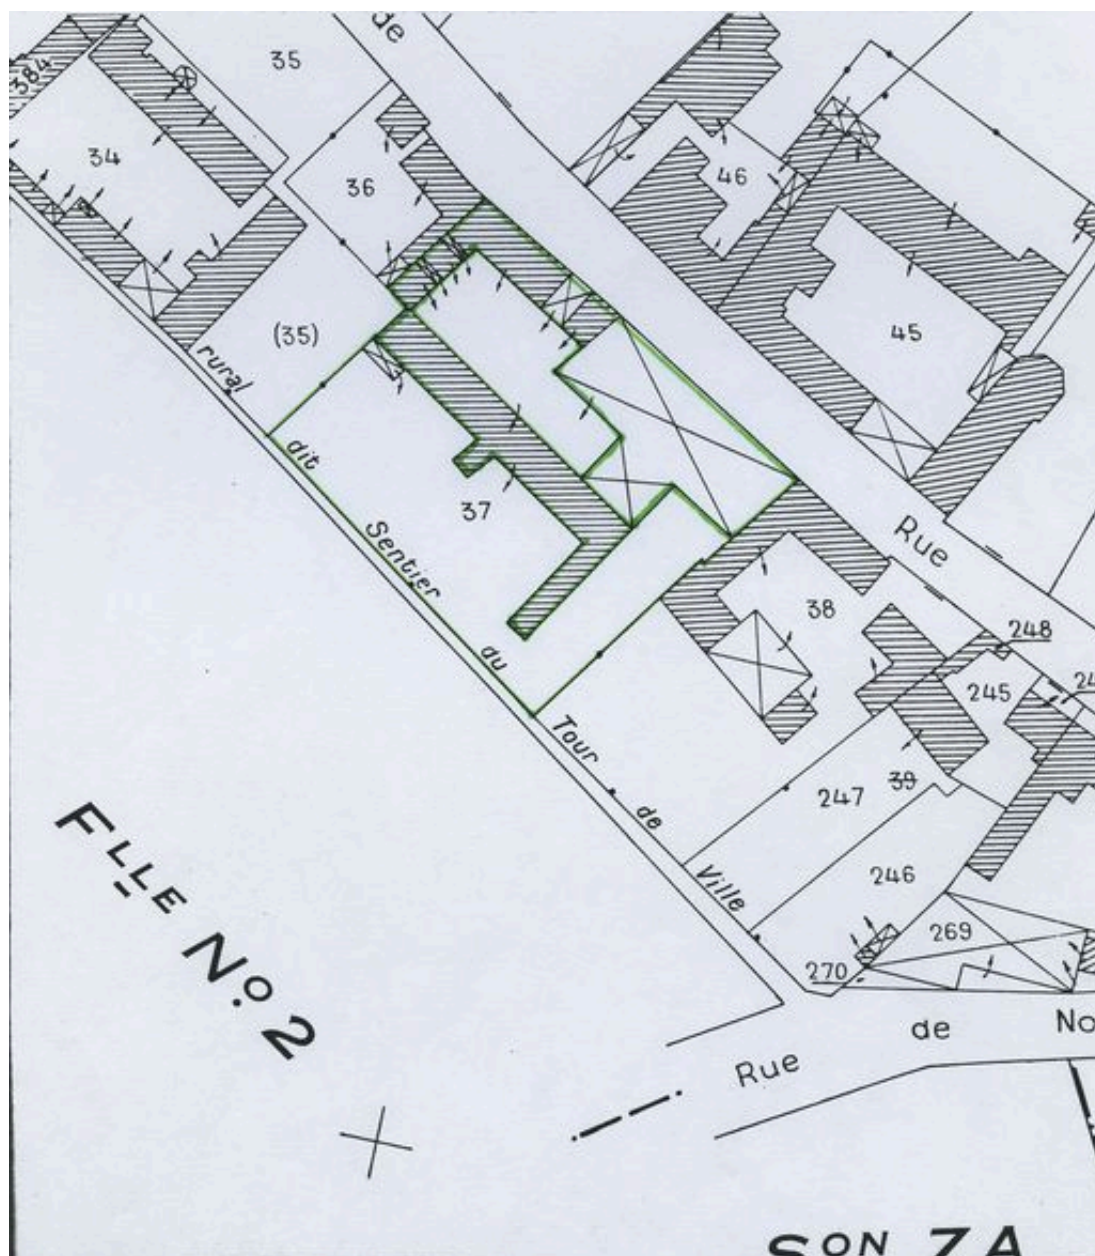 de
35
384
34
36
46
(35)
45
rural
dit
37
Sentier
Rue
38
du
248
245
24
Tour
247
39
de
Ville
246
269
270
FLLE NO. 2
de
No
Rue
SON ZA